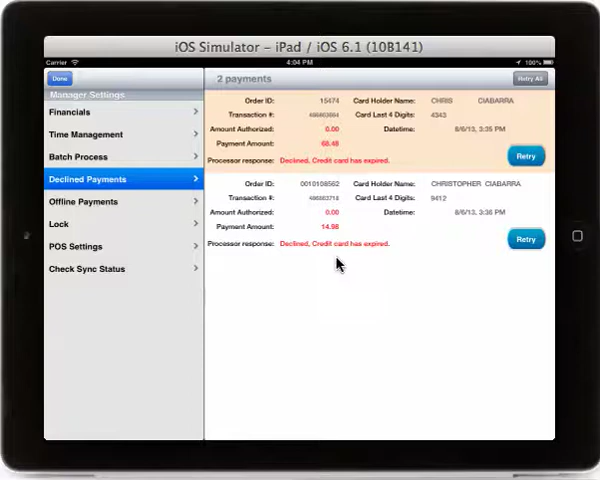 iOS Simulator – iPad / iOS 6.1 (10B141)
Carrier 4:04 PM 100%
Done 2 payments Retry All
Manager Settings
Financials
Time Management
Batch Process
Declined Payments
Offline Payments
Lock
POS Settings
Check Sync Status
Order ID: 15474 Card Holder Name: CHRIS CIABARRA
Transaction #: Card Last 4 Digits: 4343
Amount Authorized: 0.00 Datetime: 8/6/13, 3:35 PM
Payment Amount: 68.48
Processor response: Declined, Credit card has expired.
Retry
Order ID: 0010108562 Card Holder Name: CHRISTOPHER CIABARRA
Transaction #: Card Last 4 Digits: 9412
Amount Authorized: 0.00 Datetime: 8/6/13, 3:36 PM
Payment Amount: 14.98
Processor response: Declined, Credit card has expired.
Retry